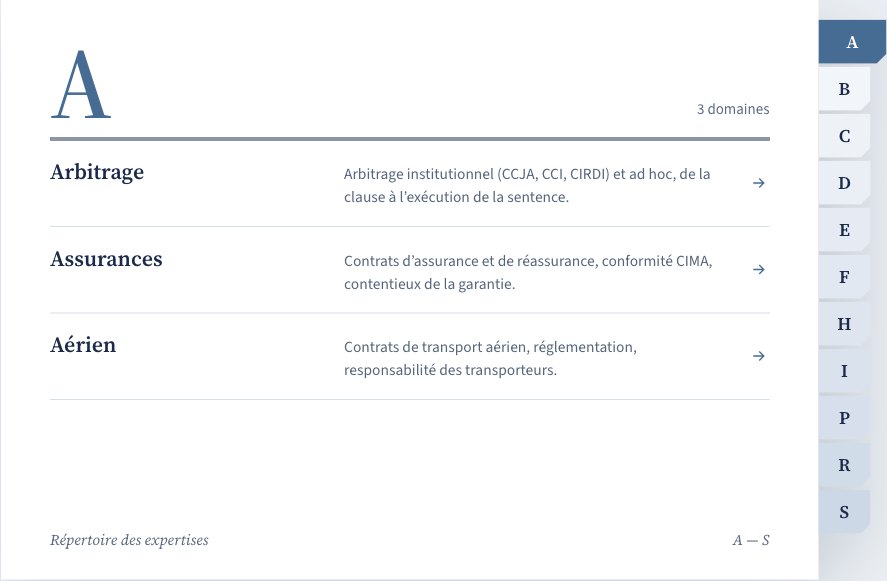 A
3 domaines
Arbitrage
Arbitrage institutionnel (CCJA, CCI, CIRDI) et ad hoc, de la
clause à l’exécution de la sentence.
Assurances
Contrats d’assurance et de réassurance, conformité CIMA,
contentieux de la garantie.
Aérien
Contrats de transport aérien, réglementation,
responsabilité des transporteurs.
Répertoire des expertises
A — S
A
B
C
D
E
F
H
I
P
R
S